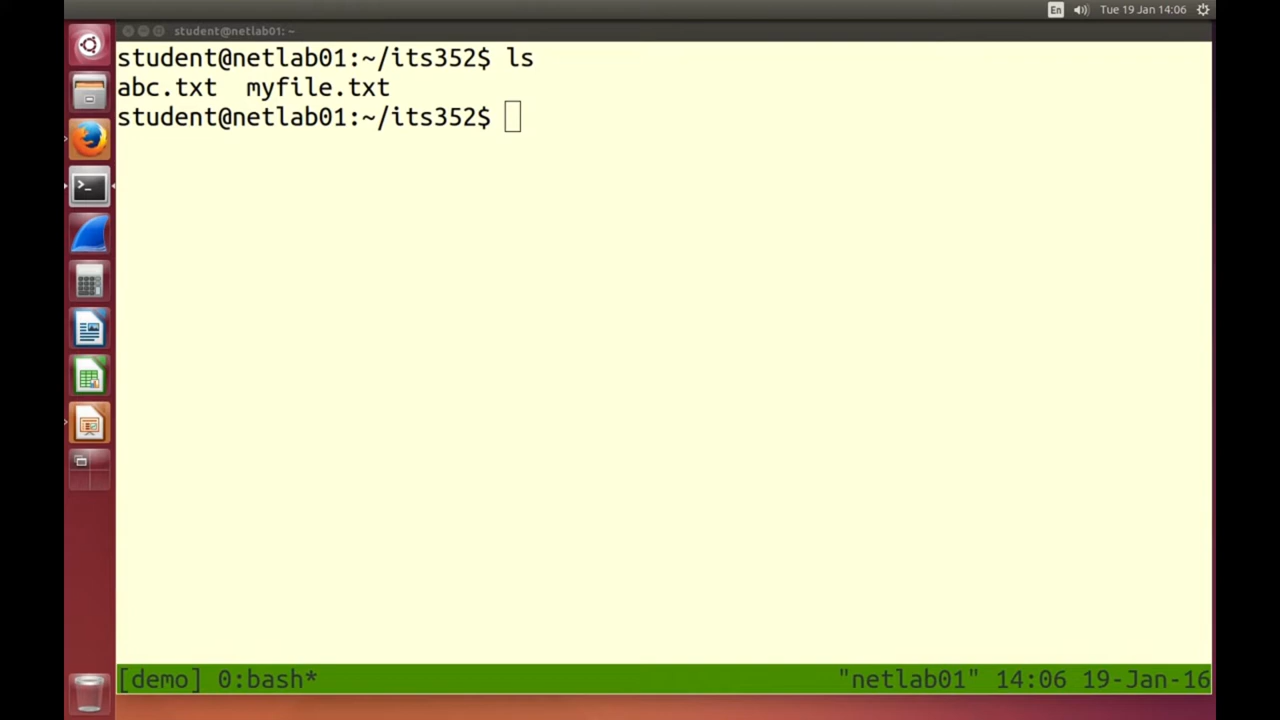 En Tue 19 Jan 14:06
student@netlab01: ~
student@netlab01:~/its352$ ls
abc.txt  myfile.txt
student@netlab01:~/its352$
[demo] 0:bash* "netlab01" 14:06 19-Jan-16